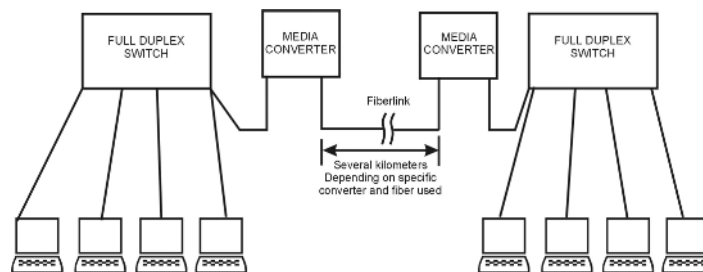 FULL DUPLEX
SWITCH
MEDIA
CONVERTER
MEDIA
CONVERTER
FULL DUPLEX
SWITCH
Fiberlink
Several kilometers
Depending on specific
converter and fiber used